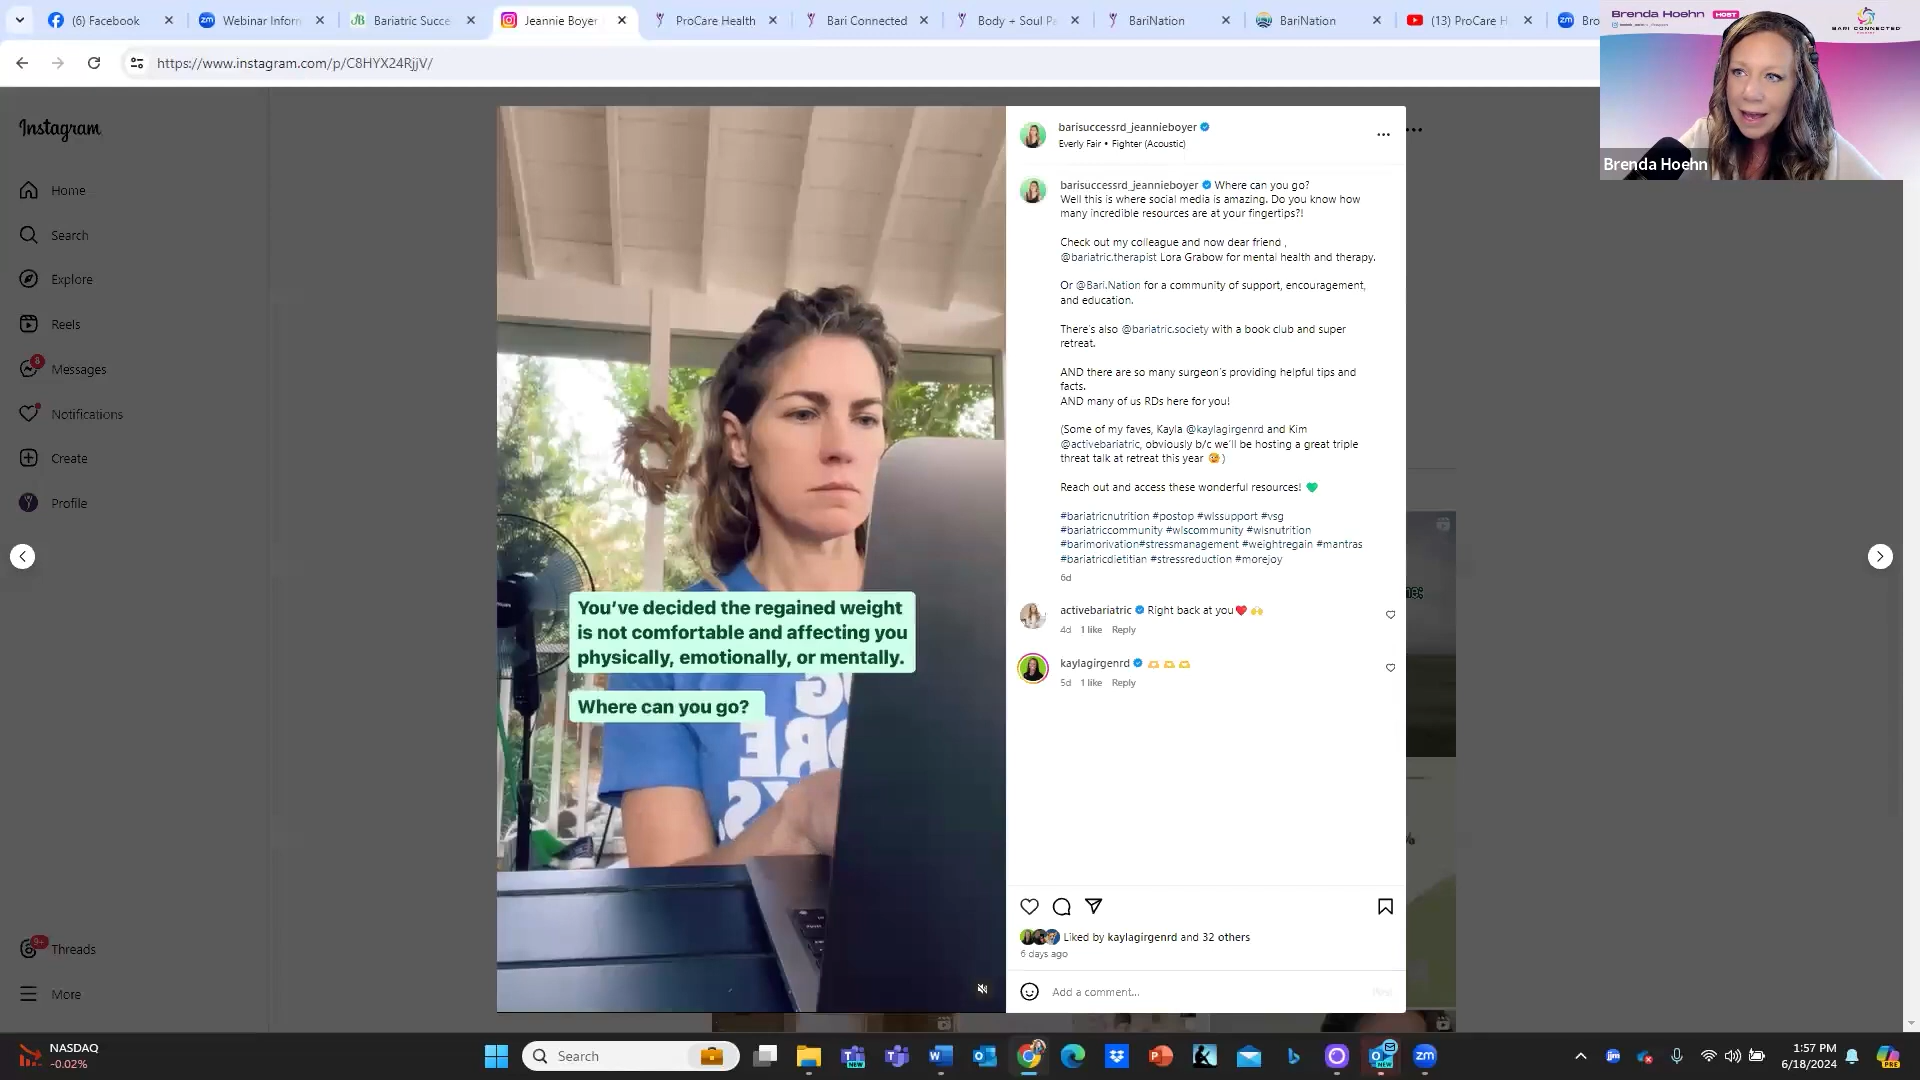 (6) Facebook
Webinar Inforr
Bariatric Succe
Jeannie Boyer
ProCare Health
Bari Connected
Body + Soul Pa
BariNation
BariNation
(13) ProCare H
Bro
https://www.instagram.com/p/C8HYX24RjjV/
Brenda Hoehn HOST
BARI CONNECTED
Brenda Hoehn
Instagram
Home
Search
Explore
Reels
8
Messages
Notifications
Create
Profile
9+
Threads
More
You've decided the regained weight
is not comfortable and affecting you
physically, emotionally, or mentally.
Where can you go?
barisuccessrd_jeannieboyer
Everly Fair • Fighter (Acoustic)
barisuccessrd_jeannieboyer Where can you go?
Well this is where social media is amazing. Do you know how
many incredible resources are at your fingertips?!
Check out my colleague and now dear friend ,
@bariatric.therapist Lora Grabow for mental health and therapy.
Or @Bari.Nation for a community of support, encouragement,
and education.
There's also @bariatric.society with a book club and super
retreat.
AND there are so many surgeon's providing helpful tips and
facts.
AND many of us RDs here for you!
(Some of my faves, Kayla @kaylagirgenrd and Kim
@activebariatric, obviously b/c we'll be hosting a great triple
threat talk at retreat this year 🥰)
Reach out and access these wonderful resources! 💚
#bariatricnutrition #postop #wlssupport #vsg
#bariatriccommunity #wlscommunity #wlsnutrition
#barimorivation#stressmanagement #weightregain #mantras
#bariatricdietitian #stressreduction #morejoy
6d
activebariatric Right back at you❤️ 🙌
4d 1 like Reply
kaylagirgenrd 🫶 🫶 🫶
5d 1 like Reply
Liked by kaylagirgenrd and 32 others
6 days ago
Add a comment...
Post
NASDAQ
-0.02%
Search
1:57 PM
6/18/2024